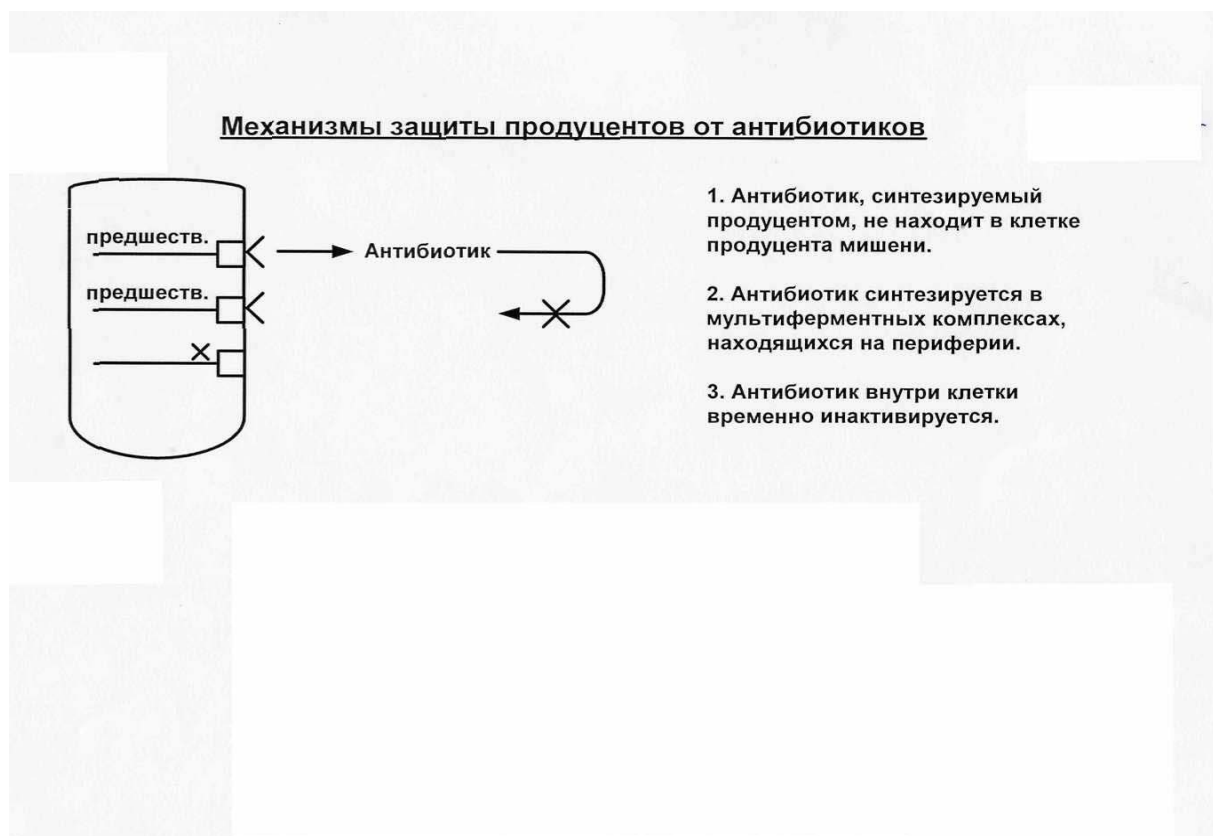 Механизмы защиты продуцентов от антибиотиков
предшеств.
Антибиотик
предшеств.
1. Антибиотик, синтезируемый
продуцентом, не находит в клетке
продуцента мишени.
2. Антибиотик синтезируется в
мультиферментных комплексах,
находящихся на периферии.
3. Антибиотик внутри клетки
временно инактивируется.